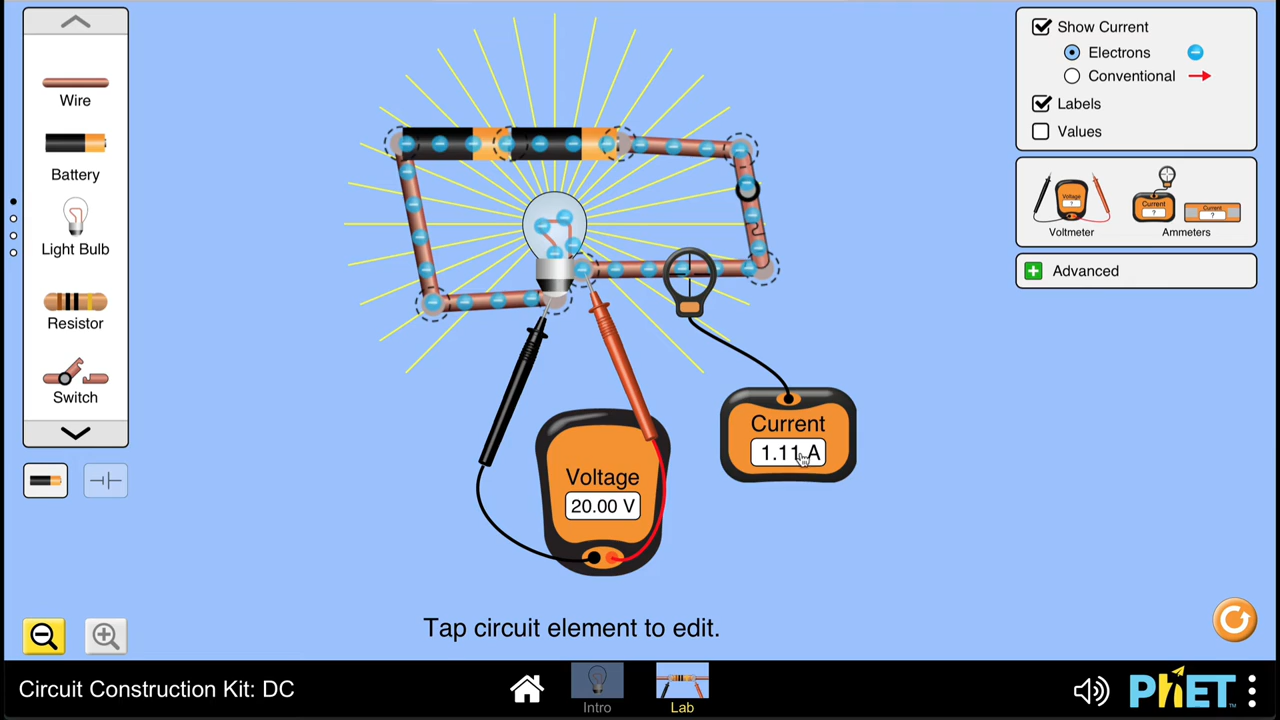 Wire
Battery
Light Bulb
Resistor
Switch
Show Current
Electrons
Conventional
Labels
Values
Voltage
?
Current
?
Current
?
Voltmeter
Ammeters
Advanced
Current
1.11 A
Voltage
20.00 V
Tap circuit element to edit.
Circuit Construction Kit: DC
Intro
Lab
PhET